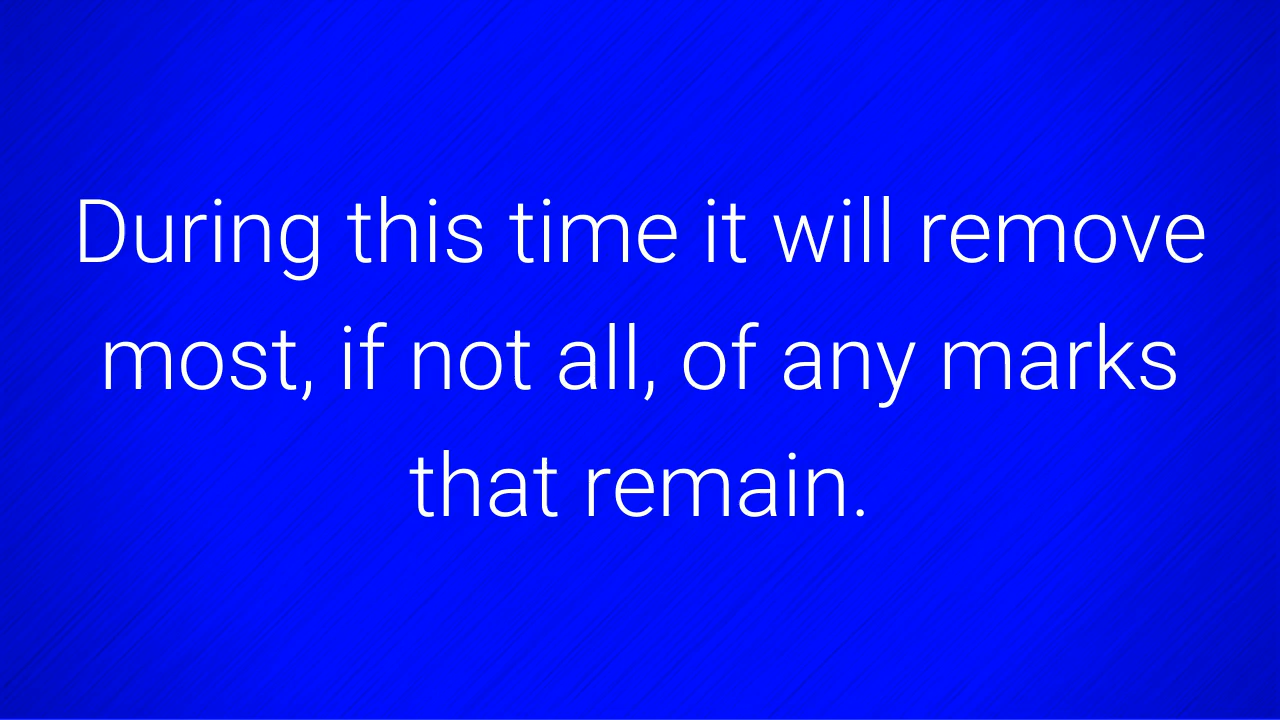 During this time it will remove
most, if not all, of any marks
that remain.